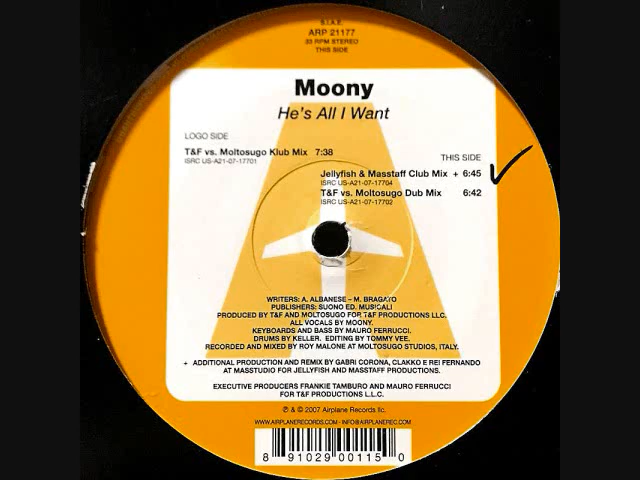 S.I.A.E.
ARP 21177
33 RPM STEREO
THIS SIDE
Moony
He's All I Want
LOGO SIDE
T&F vs. Moltosugo Klub Mix 7:38
ISRC US-A21-07-17701
THIS SIDE
Jellyfish & Masstaff Club Mix + 6:45
ISRC US-A21-07-17704
T&F vs. Moltosugo Dub Mix 6:42
ISRC US-A21-07-17702
WRITERS: A. ALBANESE – M. BRAGATO
PUBLISHERS: SUONO ED. MUSICALI
PRODUCED BY T&F AND MOLTOSUGO FOR T&F PRODUCTIONS LLC.
ALL VOCALS BY MOONY.
KEYBOARDS AND BASS BY MAURO FERRUCCI.
DRUMS BY KELLER. EDITING BY TOMMY VEE.
RECORDED AND MIXED BY ROY MALONE AT MOLTOSUGO STUDIOS, ITALY.
+ ADDITIONAL PRODUCTION AND REMIX BY GABRI CORONA, CLAKKO E REI FERNANDO
AT MASSTUDIO FOR JELLYFISH AND MASSTAFF PRODUCTIONS.
EXECUTIVE PRODUCERS FRANKIE TAMBURO AND MAURO FERRUCCI
FOR T&F PRODUCTIONS L.L.C.
℗ & © 2007 Airplane Records llc.
WWW.AIRPLANERECORDS.COM - INFO@AIRPLANEREC.COM
8 91029 00115 0